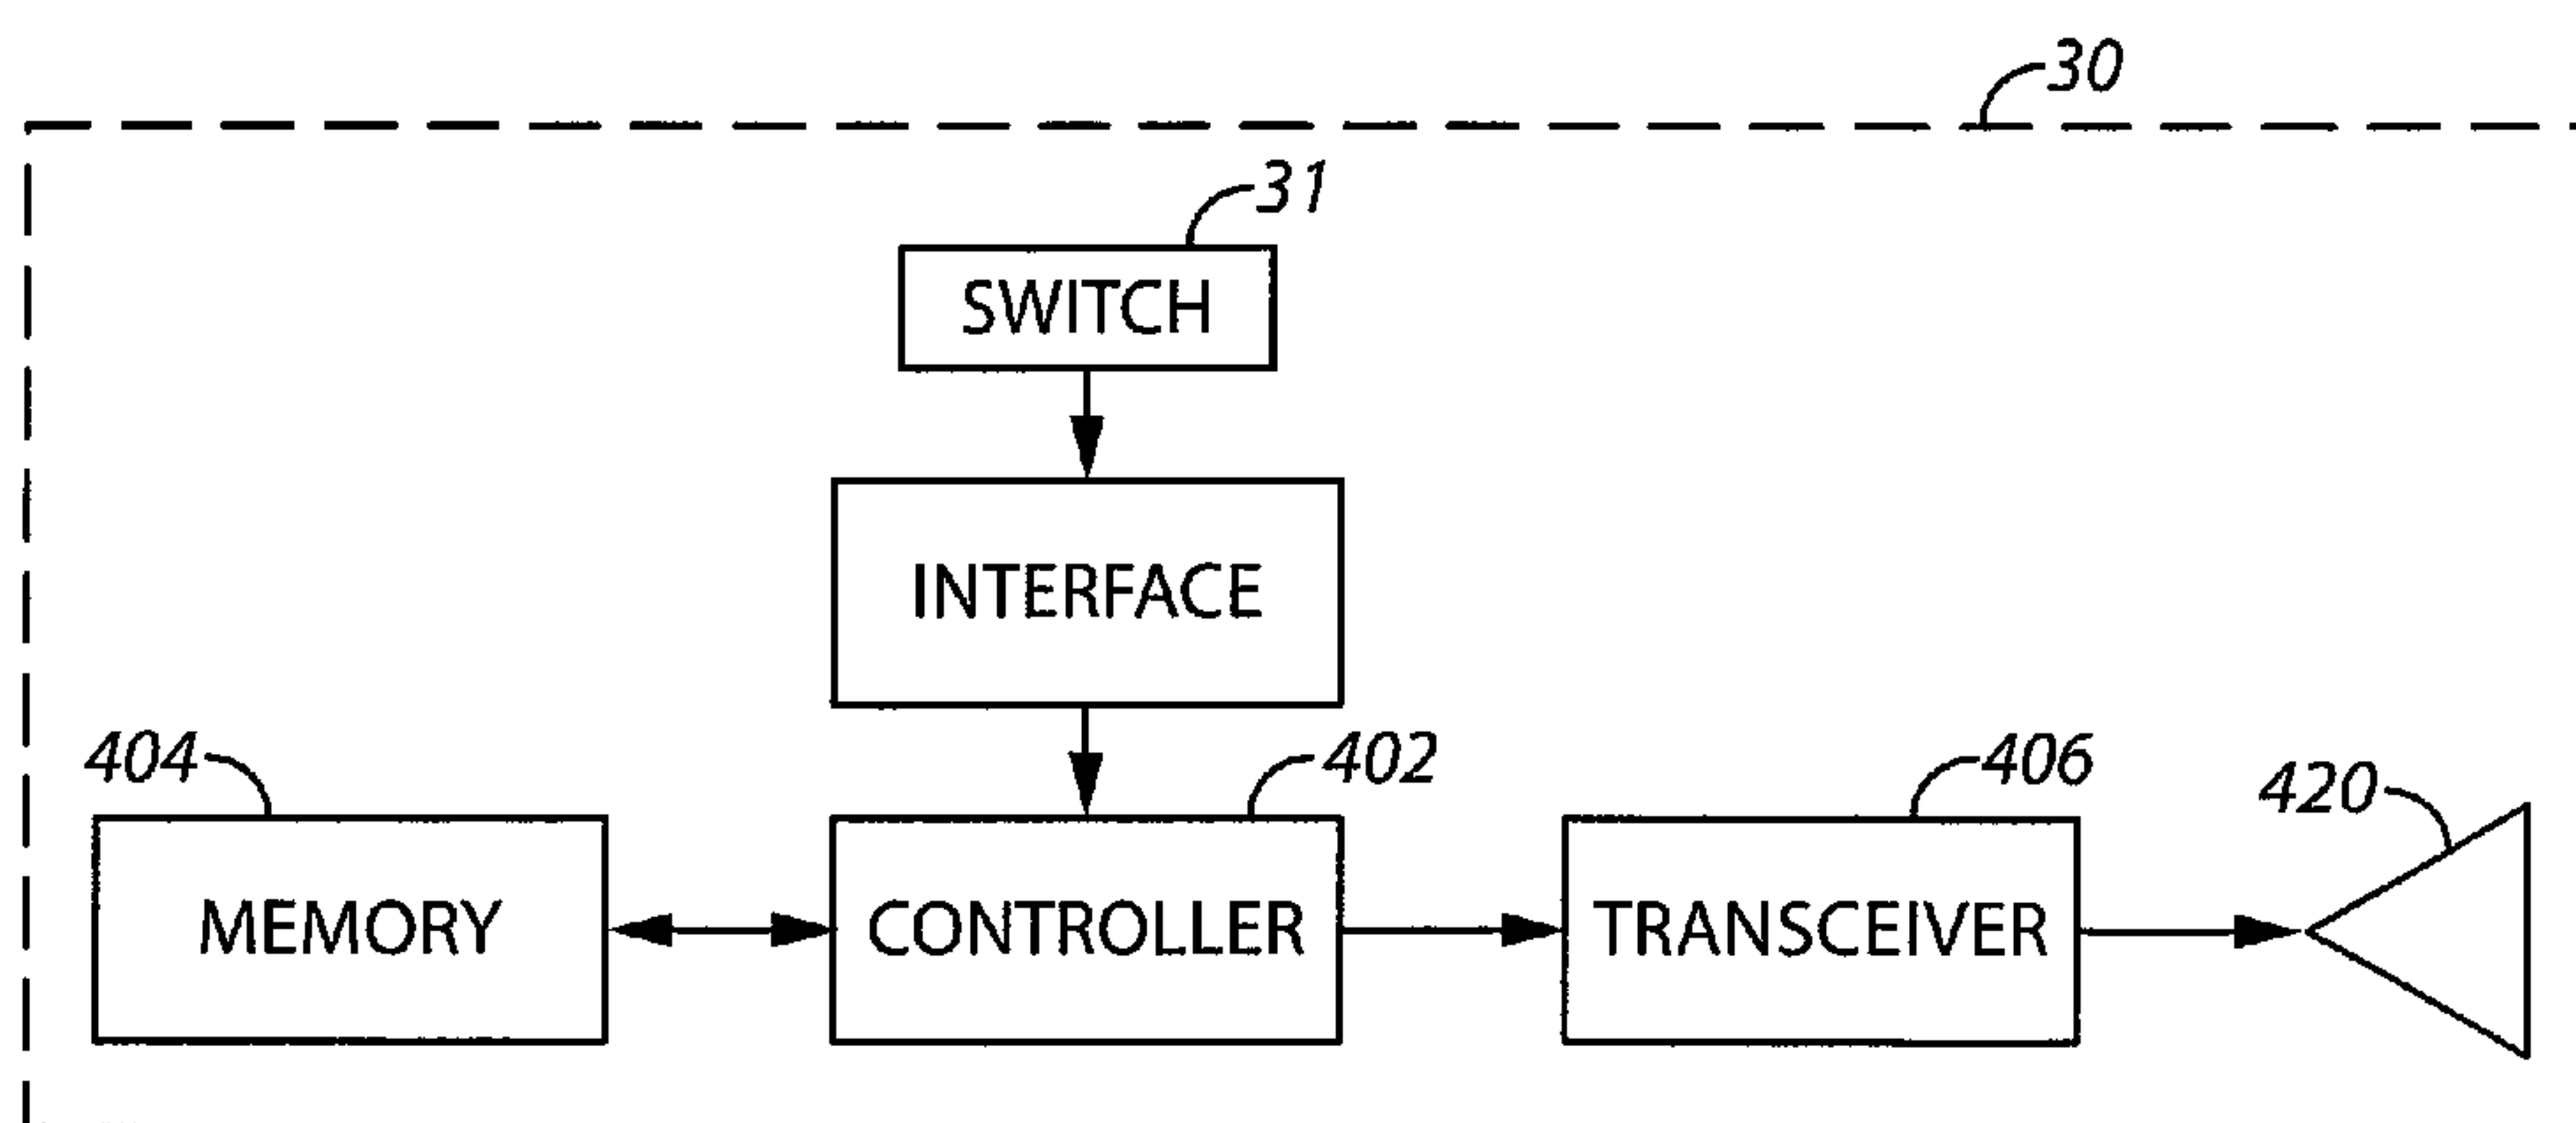 30
31
SWITCH
INTERFACE
404
402
406
420
MEMORY
CONTROLLER
TRANSCEIVER